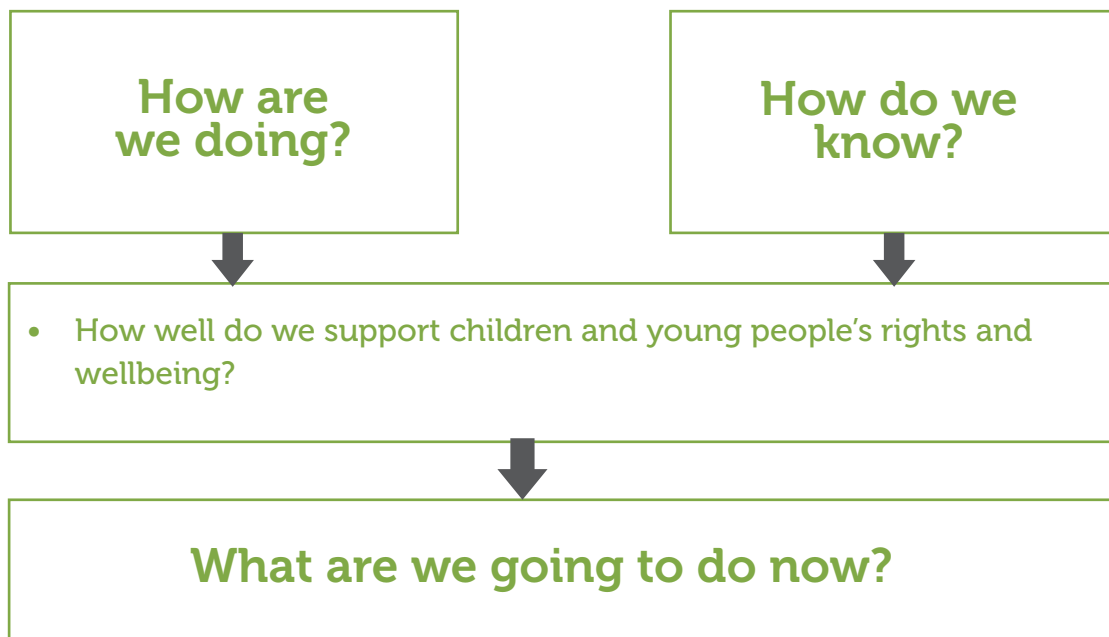 How are
we doing?
How do we
know?
• How well do we support children and young people’s rights and
wellbeing?
What are we going to do now?